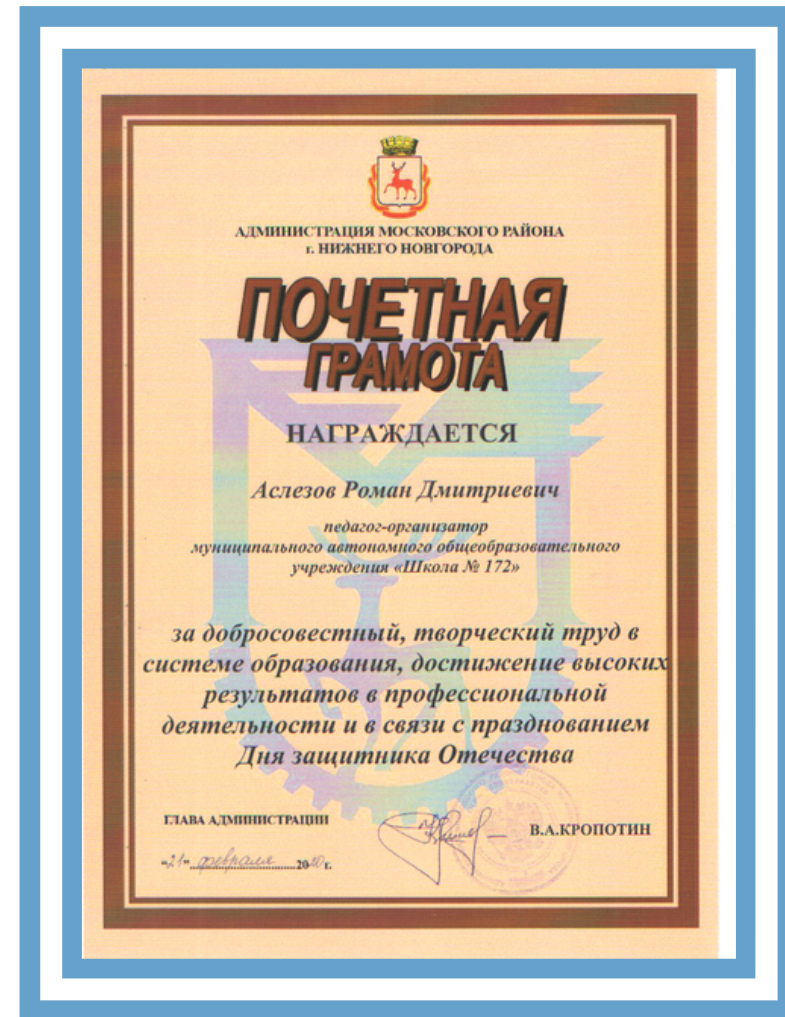 АДМИНИСТРАЦИЯ МОСКОВСКОГО РАЙОНА
г. НИЖНЕГО НОВГОРОДА
ПОЧЕТНАЯ
ГРАМОТА
НАГРАЖДАЕТСЯ
Аслезов Роман Дмитриевич
педагог-организатор
муниципального автономного общеобразовательного
учреждения «Школа № 172»
за добросовестный, творческий труд в
системе образования, достижение высоких
результатов в профессиональной
деятельности и в связи с празднованием
Дня защитника Отечества
ГЛАВА АДМИНИСТРАЦИИ
В.А.КРОПОТИН
"21" февраля 2020 г.